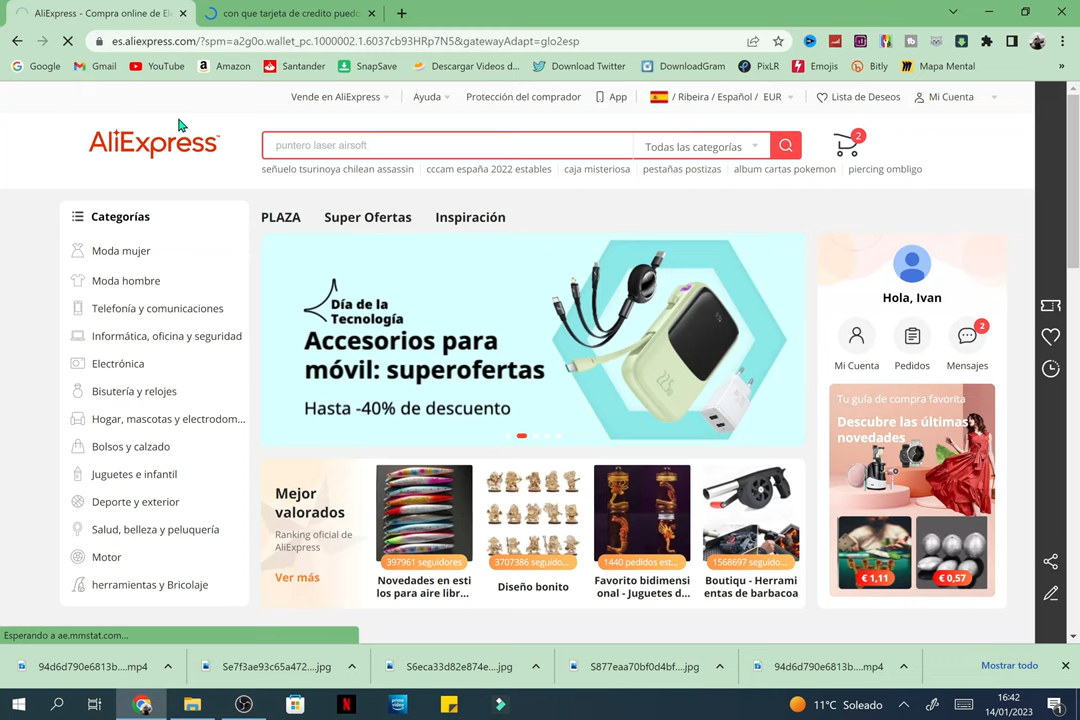 AliExpress - Compra online de El
con que tarjeta de credito puedo
es.aliexpress.com/?spm=a2g0o.wallet_pc.1000002.1.6037cb93HRp7N5&gatewayAdapt=glo2esp
Google
Gmail
YouTube
Amazon
Santander
SnapSave
Descargar Videos d...
Download Twitter
DownloadGram
PixLR
Emojis
Bitly
Mapa Mental
»
Vende en AliExpress
Ayuda
Protección del comprador
App
/ Ribeira / Español / EUR
Lista de Deseos
Mi Cuenta
AliExpress
puntero laser airsoft
Todas las categorías
2
señuelo tsurinoya chilean assassin
cccam españa 2022 estables
caja misteriosa
pestañas postizas
album cartas pokemon
piercing ombligo
Categorías
Moda mujer
Moda hombre
Telefonía y comunicaciones
Informática, oficina y seguridad
Electrónica
Bisutería y relojes
Hogar, mascotas y electrodom...
Bolsos y calzado
Juguetes e infantil
Deporte y exterior
Salud, belleza y peluquería
Motor
herramientas y Bricolaje
PLAZA
Super Ofertas
Inspiración
Día de la
Tecnología
Accesorios para
móvil: superofertas
Hasta -40% de descuento
22.5
Hola, Ivan
2
Mi Cuenta
Pedidos
Mensajes
Tu guía de compra favorita
Descubre las últimas
novedades
€ 1,11
€ 0,57
Mejor
valorados
Ranking oficial de
AliExpress
Ver más
397961 seguidores
Novedades en esti
los para aire libr...
3707386 seguido...
Diseño bonito
1440 pedidos est...
Favorito bidimensi
onal - Juguetes d...
1568697 seguido...
Boutiqu - Herrami
entas de barbacoa
Esperando a ae.mmstat.com...
94d6d790e6813b....mp4
Se7f3ae93c65a472....jpg
S6eca33d82e874e....jpg
S877eaa70bf0d4bf....jpg
94d6d790e6813b....mp4
Mostrar todo
11°C Soleado
16:42
14/01/2023
1